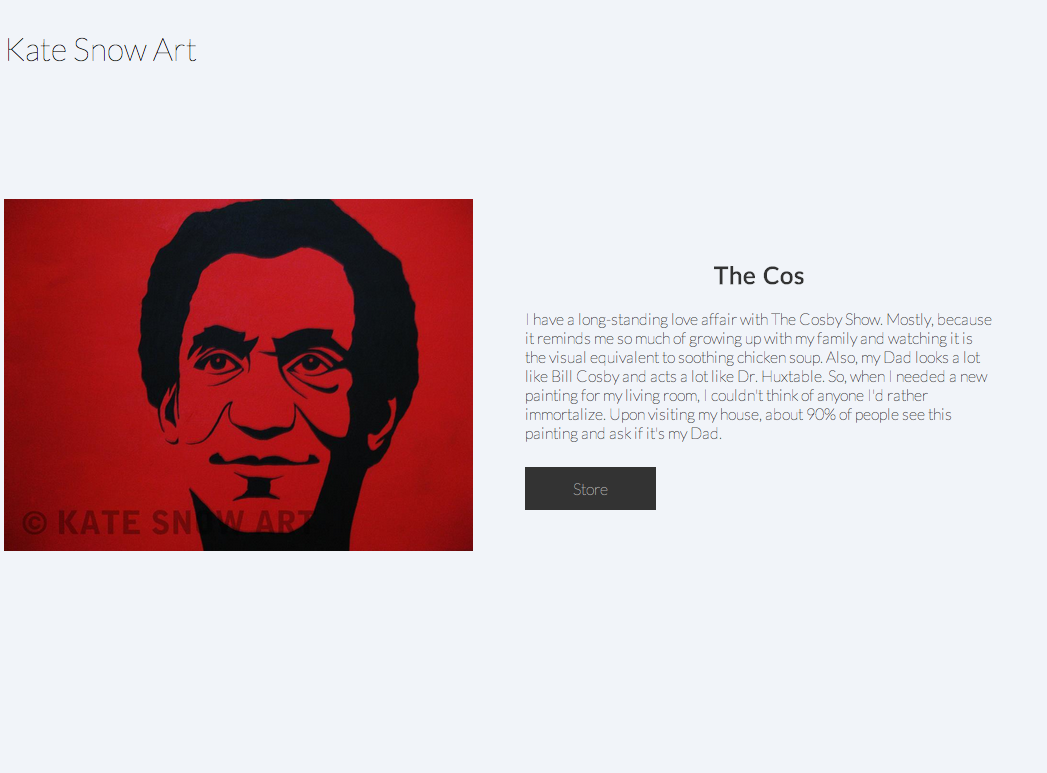 Kate Snow Art
The Cos
I have a long-standing love affair with The Cosby Show. Mostly, because
it reminds me so much of growing up with my family and watching it is
the visual equivalent to soothing chicken soup. Also, my Dad looks a lot
like Bill Cosby and acts a lot like Dr. Huxtable. So, when I needed a new
painting for my living room, I couldn't think of anyone I'd rather
immortalize. Upon visiting my house, about 90% of people see this
painting and ask if it's my Dad.
Store
© KATE SNOW ART